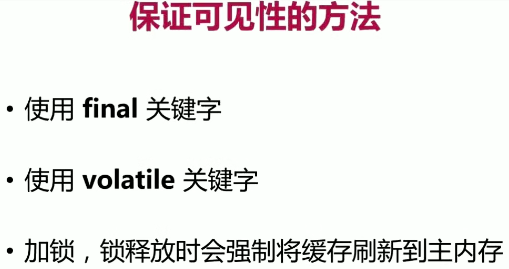 保证可见性的方法
• 使用 final 关键字
• 使用 volatile 关键字
• 加锁，锁释放时会强制将缓存刷新到主内存